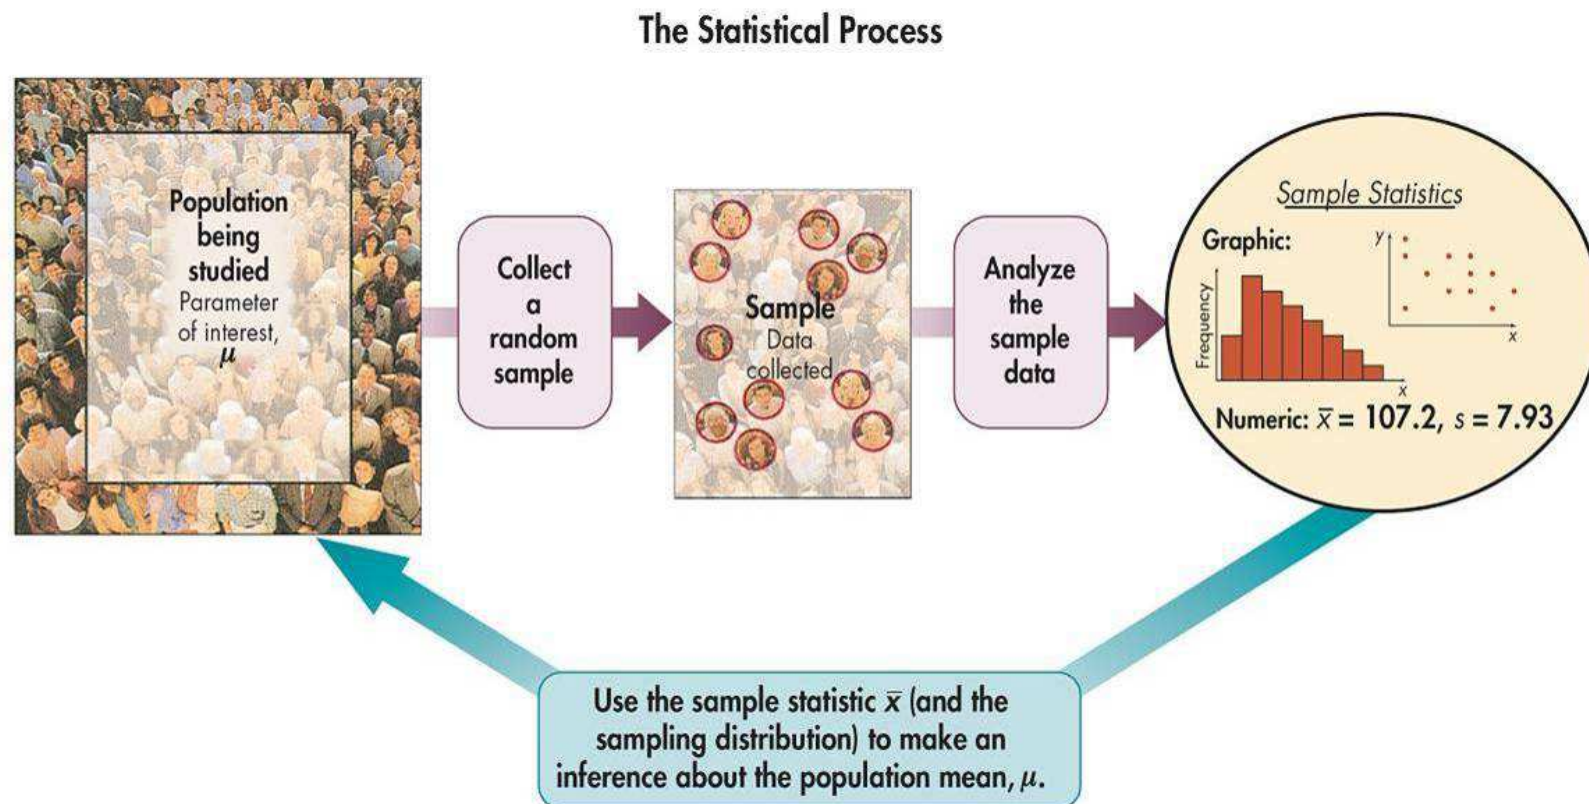 The Statistical Process
Population
being
studied
Parameter
of interest,
μ
Collect
a
random
sample
Sample
Data
collected
Analyze
the
sample
data
Sample Statistics
Graphic:
y
x
Frequency
x
Numeric: x̄ = 107.2, s = 7.93
Use the sample statistic x̄ (and the
sampling distribution) to make an
inference about the population mean, μ.